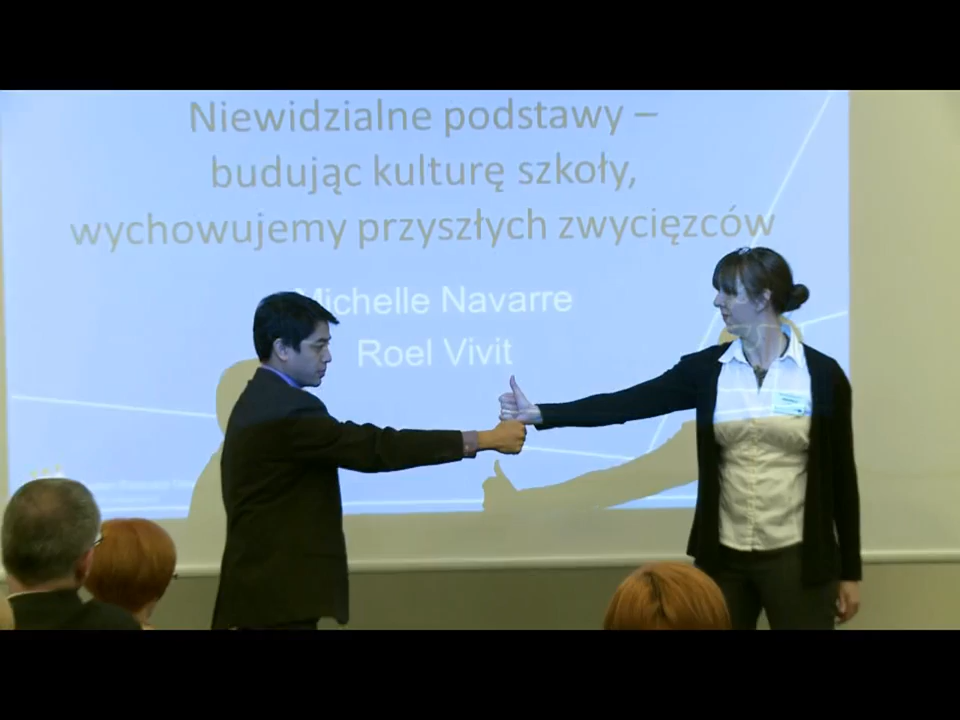 Niewidzialne podstawy –
budując kulturę szkoły,
wychowujemy przyszłych zwycięzców
Michelle Navarre
Roel Vivit